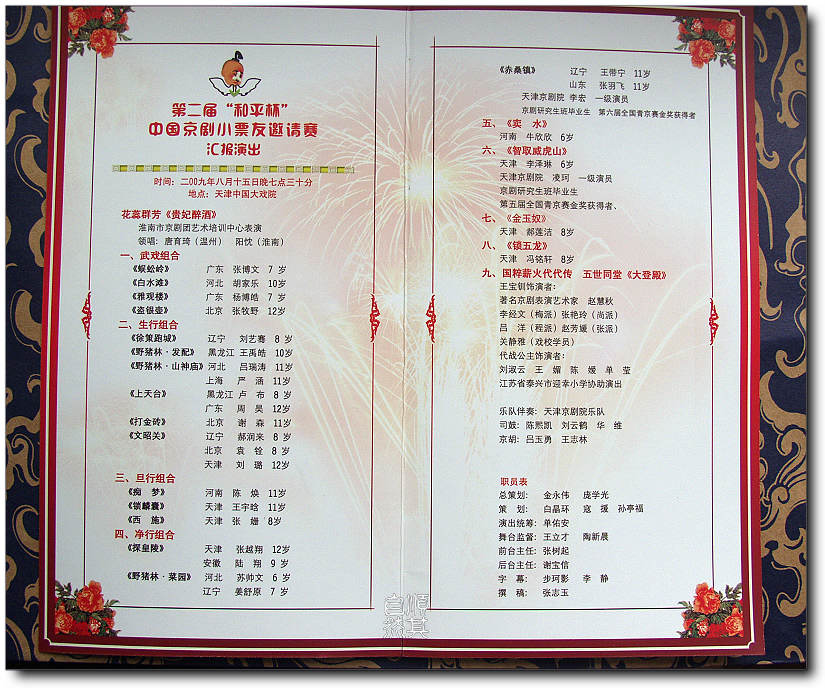 第二届“和平杯”
中国京剧小票友邀请赛
汇报演出
时间：二00九年八月十五日晚七点三十分
地点：天津中国大戏院
花蕊群芳《贵妃醉酒》
淮南市京剧团艺术培训中心表演
领唱：唐育琦（温州） 阳忱（淮南）
一、武戏组合
《蜈蚣岭》 广东 张博文 7 岁
《白水滩》 河北 胡家乐 10岁
《雅观楼》 广东 杨博皓 7 岁
《盗银壶》 北京 张牧野 12岁
二、生行组合
《徐策跑城》 辽宁 刘艺骞 8 岁
《野猪林·发配》 黑龙江 王禹皓 10岁
《野猪林·山神庙》河北 吕瑞涛 11岁
上海 严 涵 11岁
《上天台》 黑龙江 卢 布 8 岁
广东 周 昊 12岁
《打金砖》 北京 谢 森 11岁
《文昭关》 辽宁 郝润来 8 岁
北京 袁 铨 8 岁
天津 刘 璐 12岁
三、旦行组合
《痴 梦》 河南 陈 焕 11岁
《锁麟囊》 天津 王宇晗 11岁
《西 施》 天津 张 姗 8岁
四、净行组合
《探皇陵》 天津 张越翔 12岁
安徽 陆 翔 9 岁
《野猪林·菜园》 河北 苏帅文 6 岁
辽宁 姜舒原 7 岁
《赤桑镇》 辽宁 王带宁 11岁
山东 张羽飞 11岁
天津京剧院 李宏 一级演员
京剧研究生班毕业生 第六届全国青京赛金奖获得者
五、《卖 水》
河南 牛欣欣 6岁
六、《智取威虎山》
天津 李泽琳 6岁
天津京剧院 凌珂 一级演员
京剧研究生班毕业生
第五届全国青京赛金奖获得者、
七、《金玉奴》
天津 郝莲洁 8岁
八、《锁五龙》
天津 冯铭轩 8岁
九、国粹薪火代代传 五世同堂《大登殿》
王宝钏饰演者：
著名京剧表演艺术家 赵慧秋
李经文（梅派）张艳玲（尚派）
吕 洋（程派）赵秀媛（张派）
关静雅（戏校学员）
代战公主饰演者：
刘淑云 王 媚 陈 媛 单 莹
江苏省泰兴市迎幸小学协助演出
乐队伴奏：天津京剧院乐队
司鼓：陈熙凯 刘云鹤 华 维
京胡：吕玉勇 王志林
职员表
总策划： 金永伟 庞学光
策 划： 白晶环 寇 援 孙亭福
演出统筹：单佑安
舞台监督：王立才 陶新晨
前台主任：张树起
后台主任：谢宝信
字 幕： 步珂影 李 静
撰 稿： 张志玉